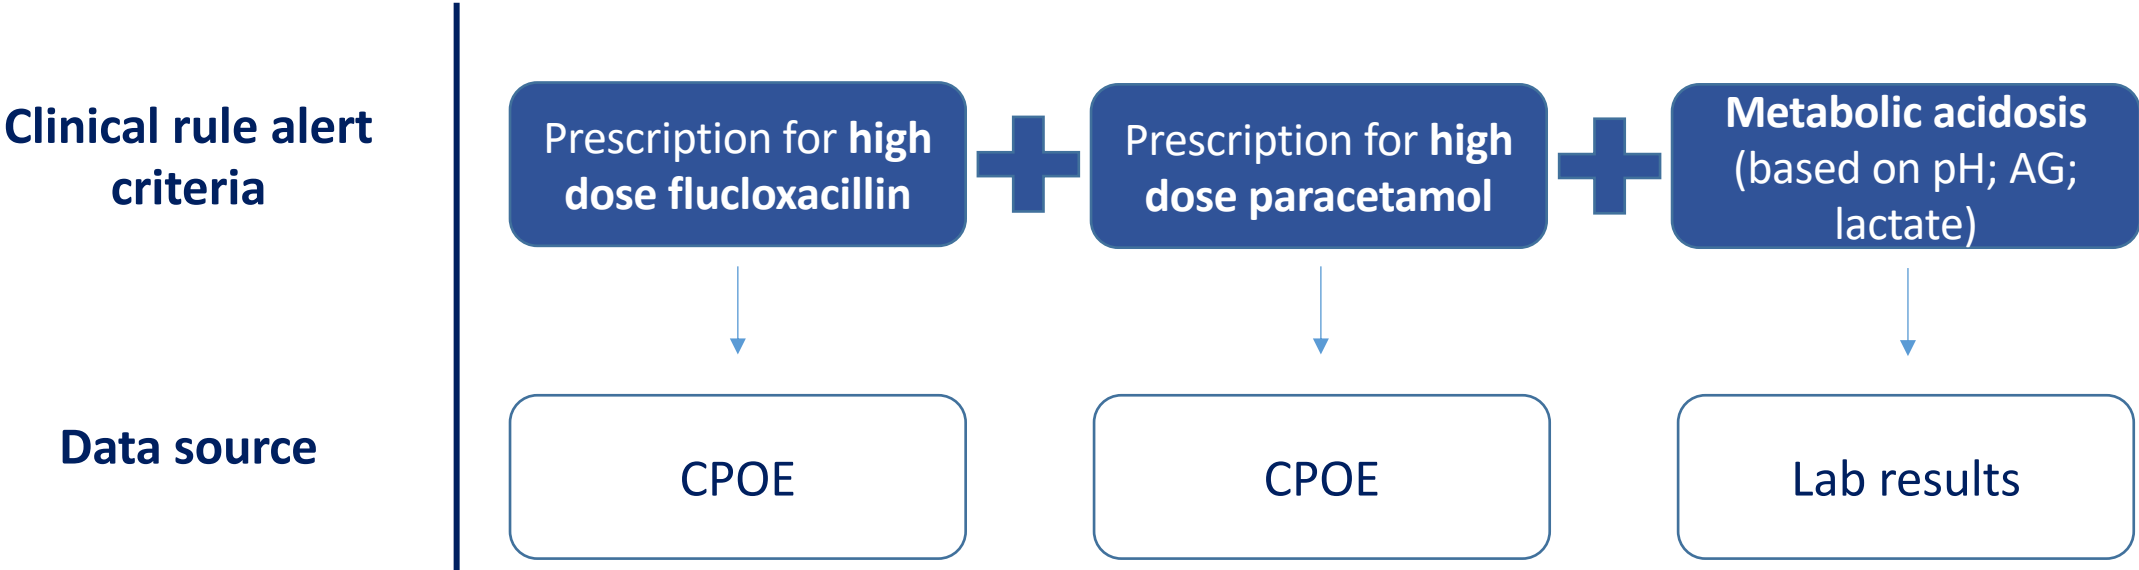 Clinical rule alert
criteria
Prescription for high
dose flucloxacillin
Prescription for high
dose paracetamol
Metabolic acidosis
(based on pH; AG;
lactate)
Data source
CPOE
CPOE
Lab results